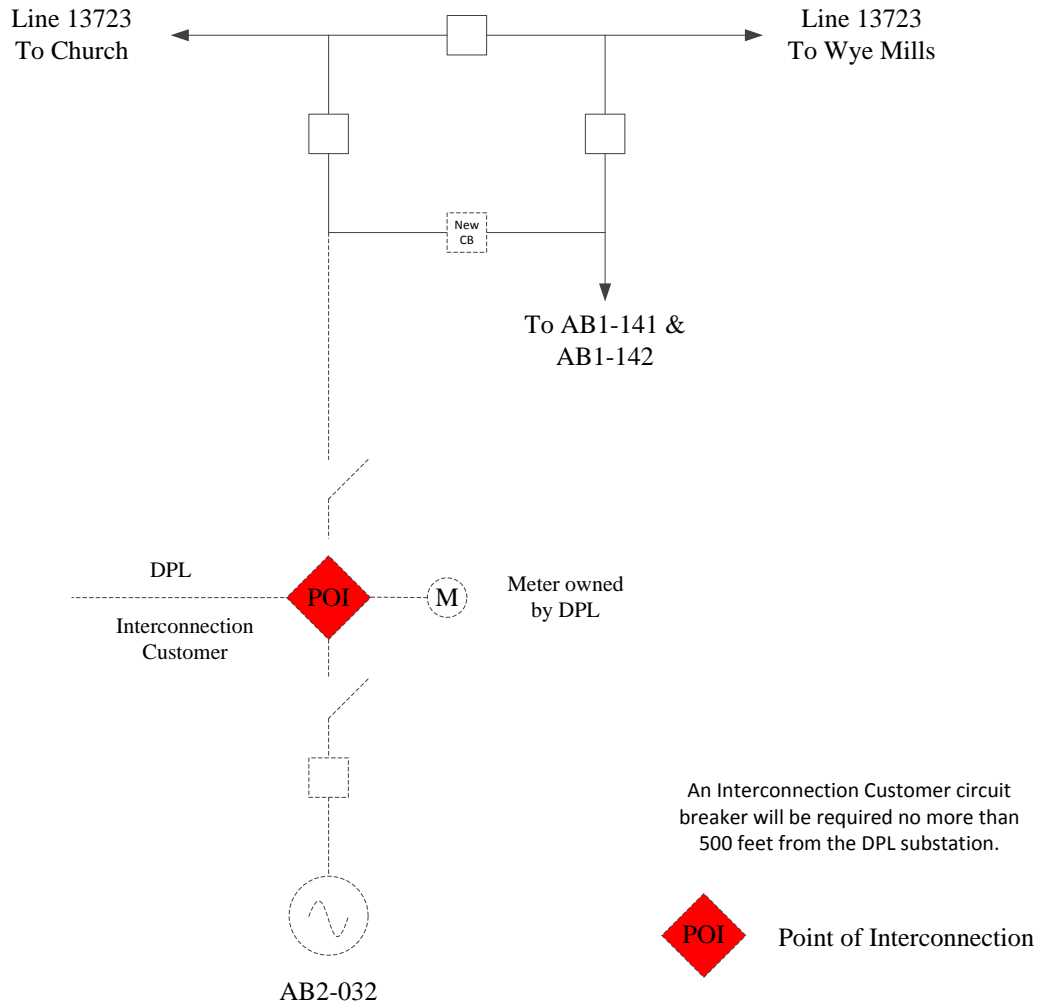 Line 13723
To Church
Line 13723
To Wye Mills
New
CB
To AB1-141 &
AB1-142
DPL
POI
M
Meter owned
by DPL
Interconnection
Customer
An Interconnection Customer circuit
breaker will be required no more than
500 feet from the DPL substation.
POI
Point of Interconnection
AB2-032